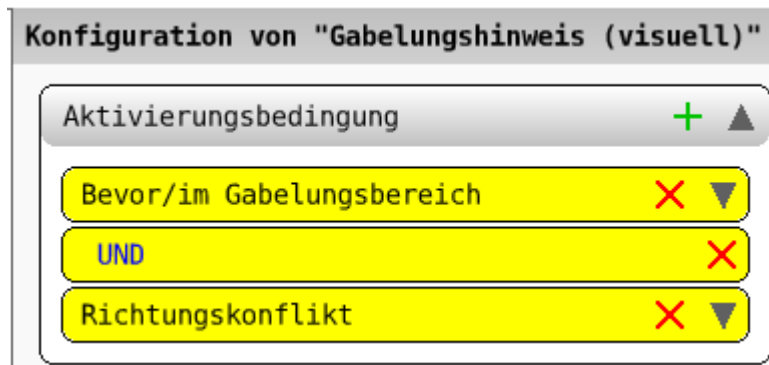 Konfiguration von "Gabelungshinweis (visuell)"
Aktivierungsbedingung
Bevor/im Gabelungsbereich
UND
Richtungskonflikt